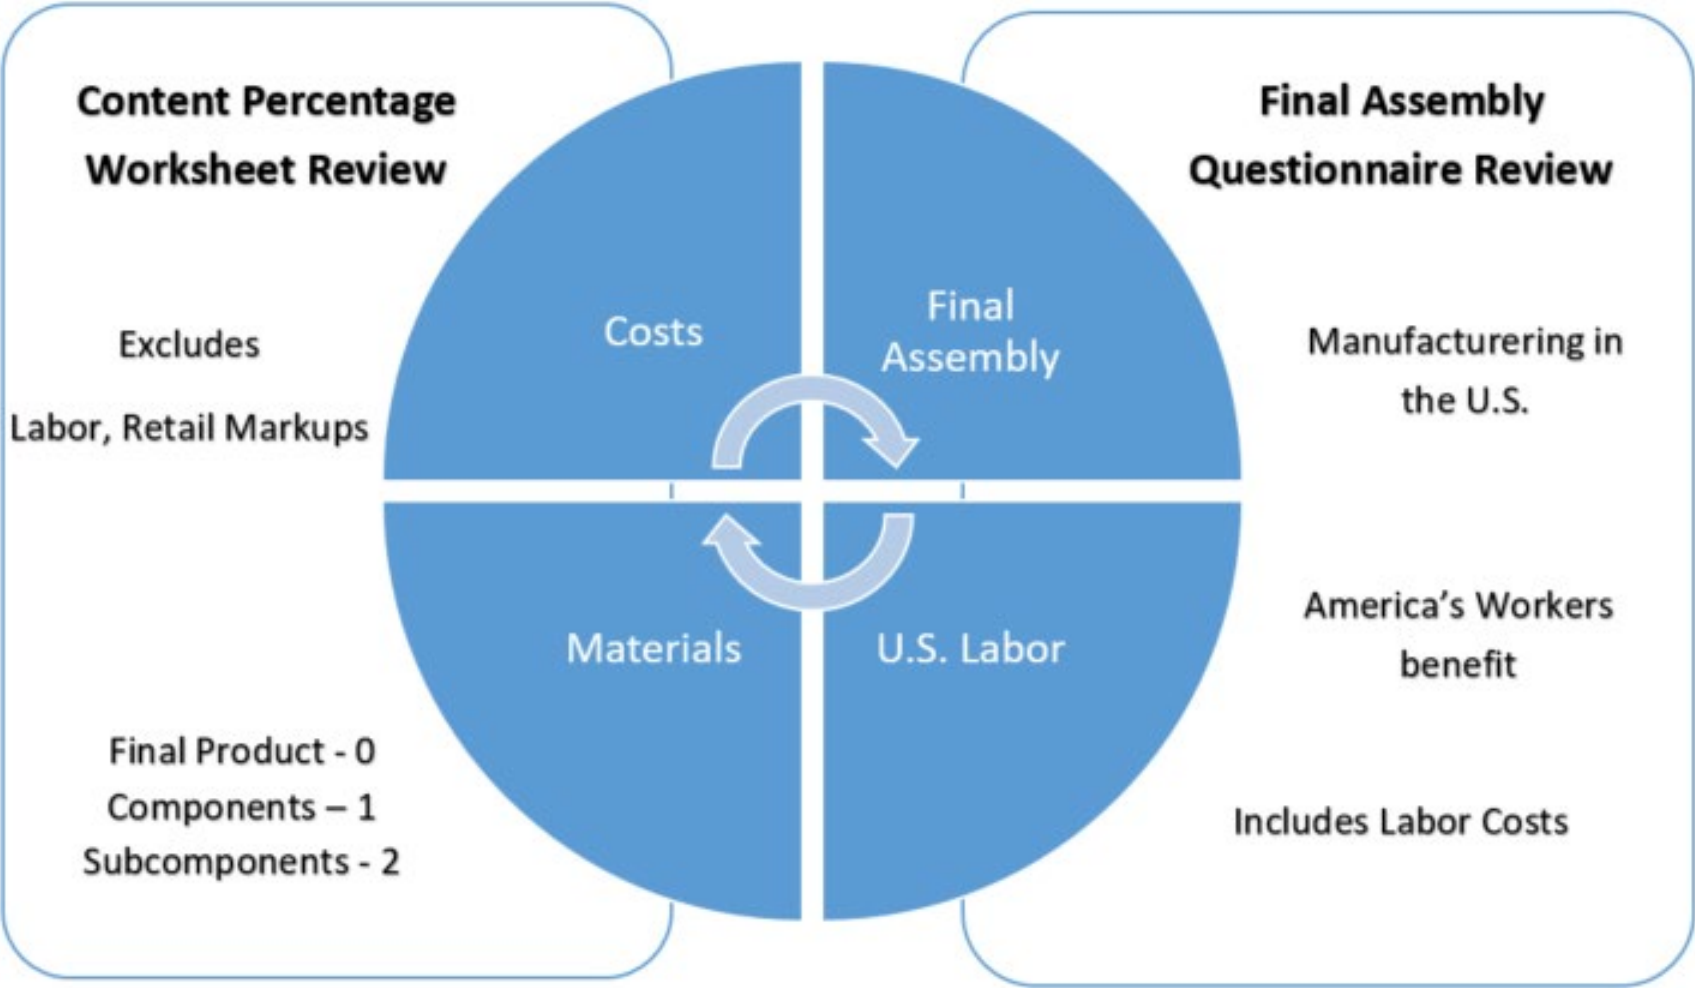 Content Percentage
Worksheet Review
Excludes
Labor, Retail Markups
Final Product - 0
Components – 1
Subcomponents - 2
Costs
Final
Assembly
Materials
U.S. Labor
Final Assembly
Questionnaire Review
Manufacturering in
the U.S.
America’s Workers
benefit
Includes Labor Costs